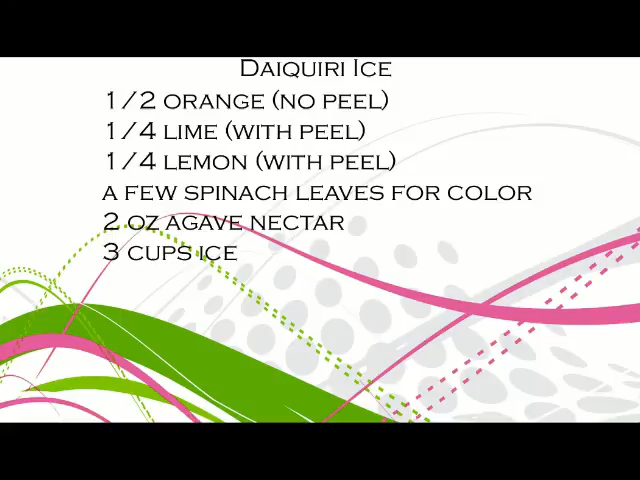 Daiquiri Ice
1/2 orange (no peel)
1/4 lime (with peel)
1/4 lemon (with peel)
a few spinach leaves for color
2 oz agave nectar
3 cups ice